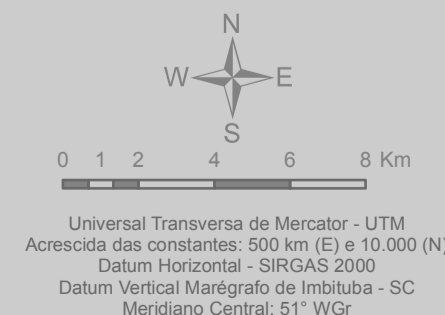 N
W E
S
0 1 2 4 6 8 Km
Universal Transversa de Mercator - UTM
Acrescida das constantes: 500 km (E) e 10.000 (N)
Datum Horizontal - SIRGAS 2000
Datum Vertical Marégrafo de Imbituba - SC
Meridiano Central: 51° WGr